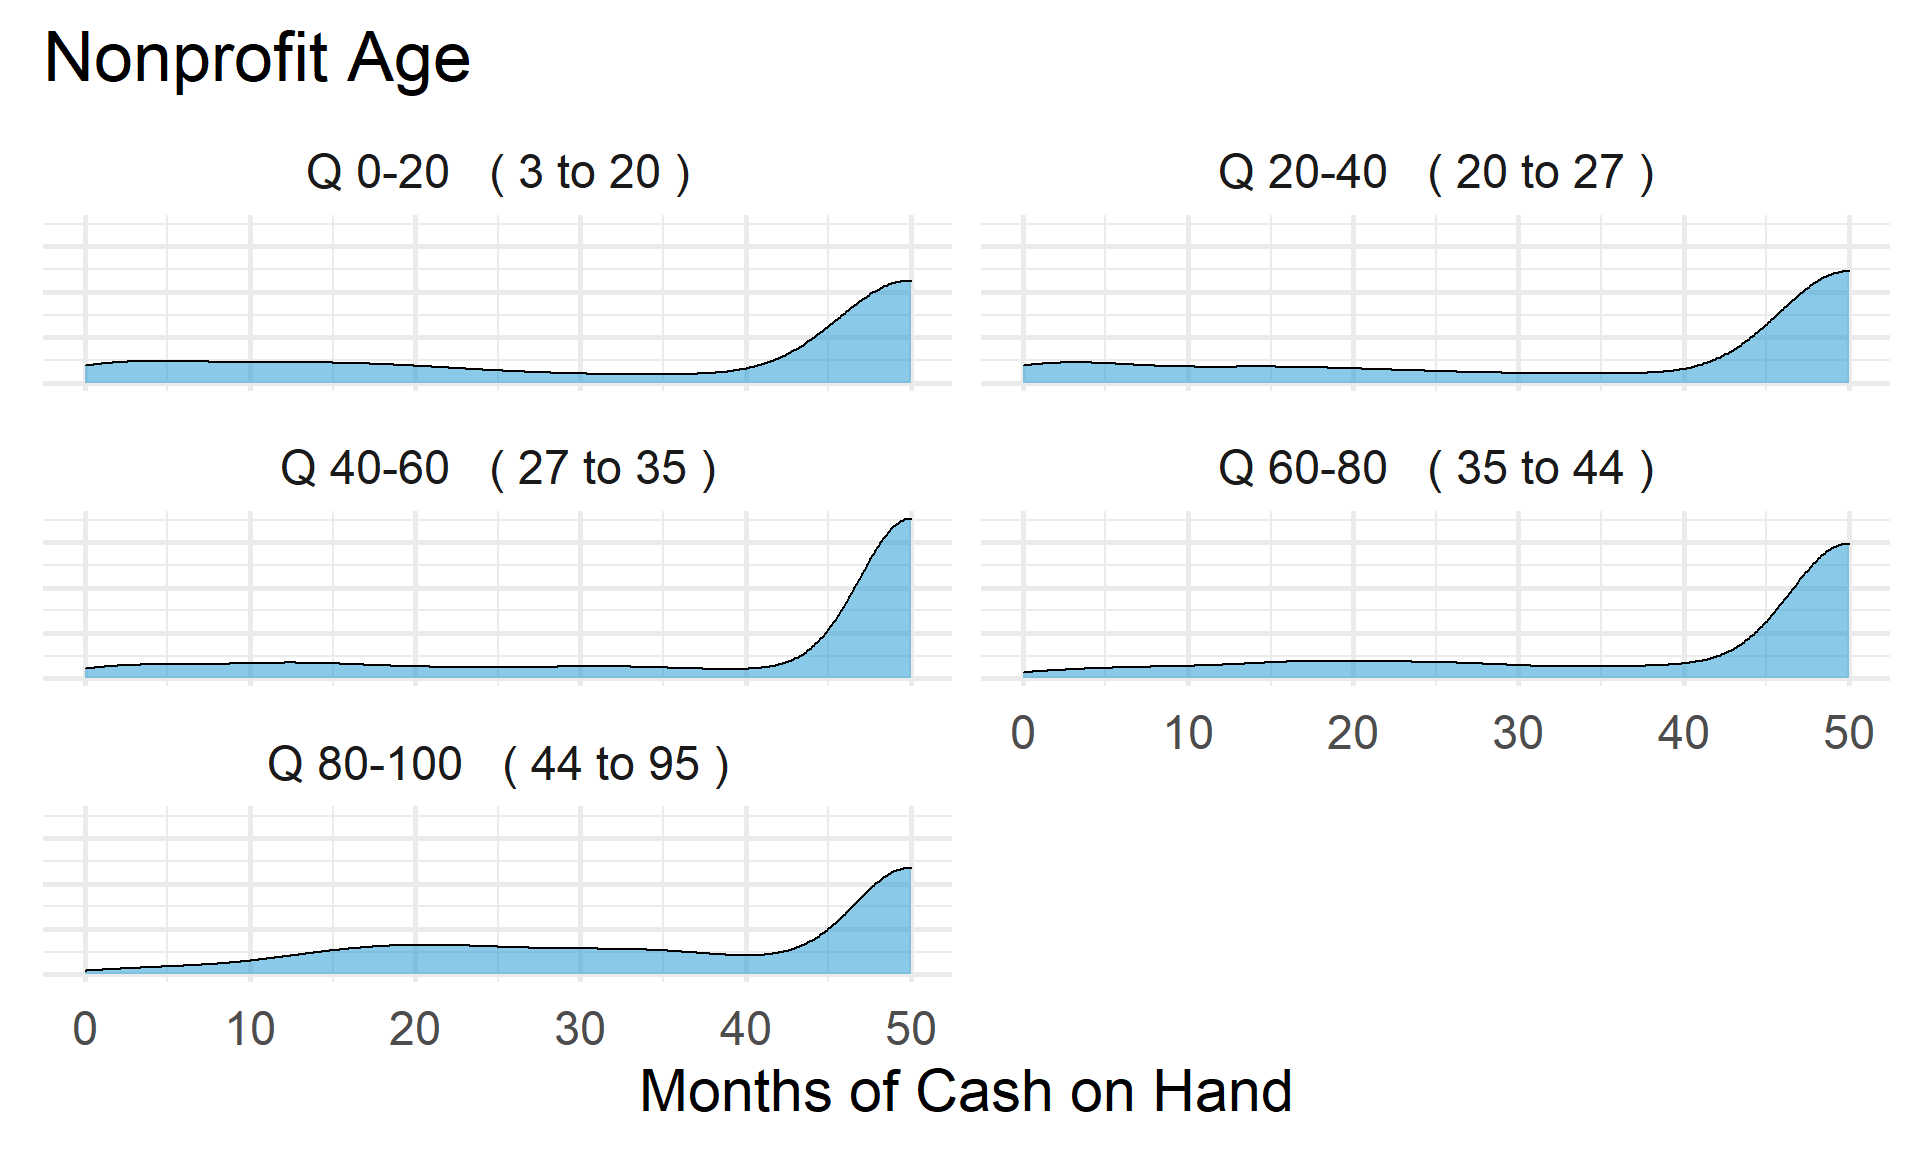 Nonprofit Age
Q 0-20 ( 3 to 20 )
Q 20-40 ( 20 to 27 )
Q 40-60 ( 27 to 35 )
Q 60-80 ( 35 to 44 )
0 10 20 30 40 50
Q 80-100 ( 44 to 95 )
0 10 20 30 40 50
Months of Cash on Hand